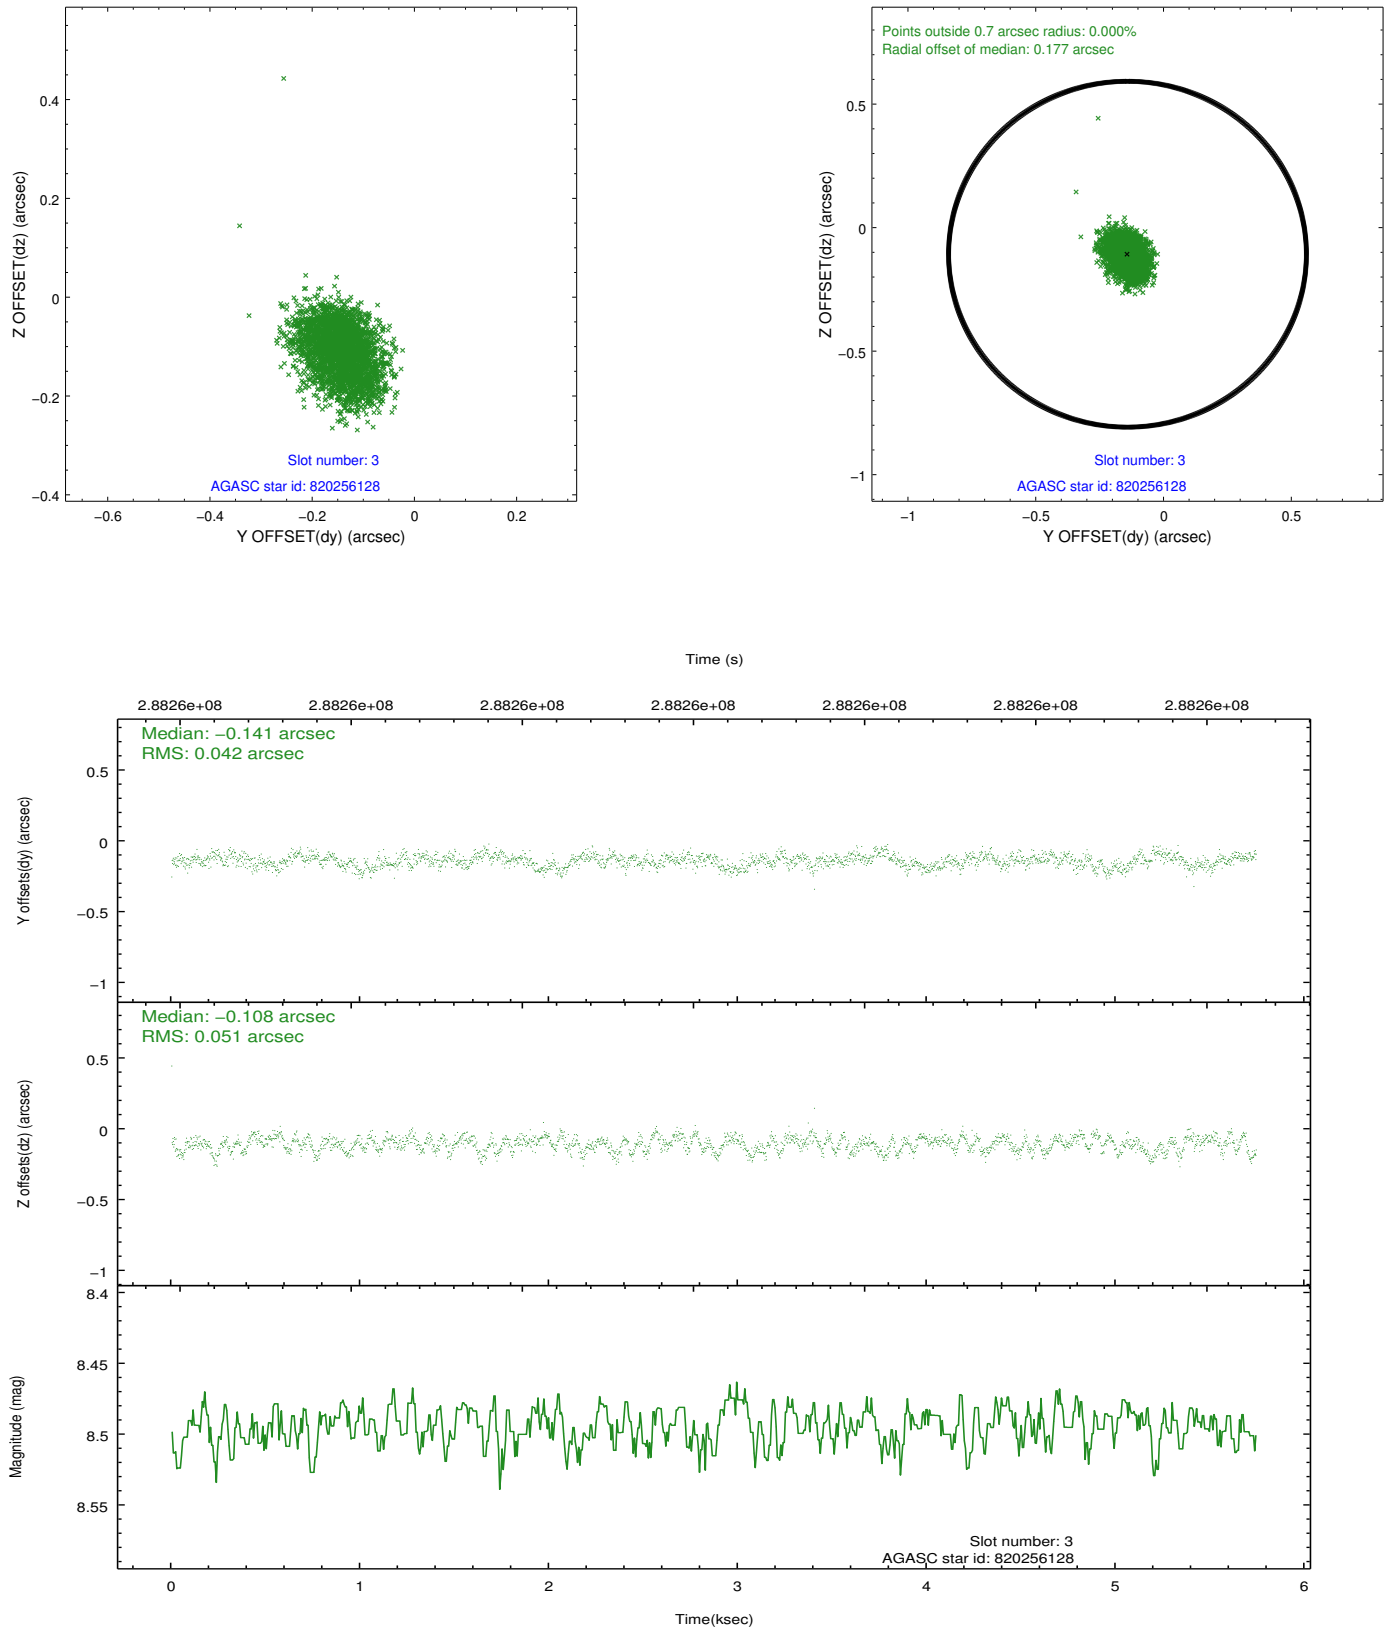 Z OFFSET(dz) (arcsec)
0.4
0.2
0
−0.2
−0.4
−0.6
−0.4
−0.2
0
0.2
Y OFFSET(dy) (arcsec)
Slot number: 3
AGASC star id: 820256128
Points outside 0.7 arcsec radius: 0.000%
Radial offset of median: 0.177 arcsec
Z OFFSET(dz) (arcsec)
0.5
0
−0.5
−1
−1
−0.5
0
0.5
Y OFFSET(dy) (arcsec)
Slot number: 3
AGASC star id: 820256128
Time (s)
2.8826e+08
2.8826e+08
2.8826e+08
2.8826e+08
2.8826e+08
2.8826e+08
2.8826e+08
Median: −0.141 arcsec
RMS: 0.042 arcsec
Y offsets(dy) (arcsec)
0.5
0
−0.5
−1
Median: −0.108 arcsec
RMS: 0.051 arcsec
Z offsets(dz) (arcsec)
0.5
0
−0.5
−1
Magnitude (mag)
8.4
8.45
8.5
8.55
Slot number: 3
AGASC star id: 820256128
0
1
2
3
4
5
6
Time(ksec)